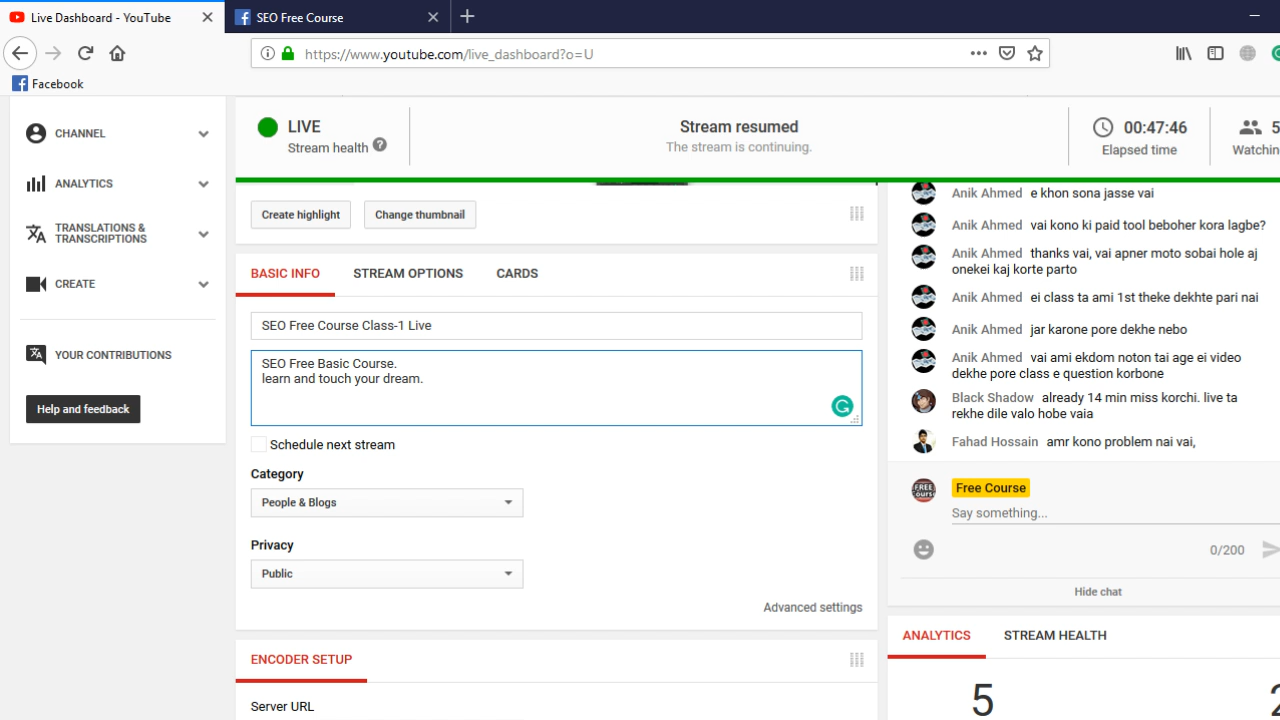 Live Dashboard - YouTube
SEO Free Course
https://www.youtube.com/live_dashboard?o=U
Facebook
CHANNEL
ANALYTICS
TRANSLATIONS &
TRANSCRIPTIONS
CREATE
YOUR CONTRIBUTIONS
Help and feedback
LIVE
Stream health
Stream resumed
The stream is continuing.
00:47:46
Elapsed time
5
Create highlight
Change thumbnail
BASIC INFO
STREAM OPTIONS
CARDS
SEO Free Course Class-1 Live
SEO Free Basic Course.
learn and touch your dream.
Schedule next stream
Category
People & Blogs
Privacy
Public
Advanced settings
ENCODER SETUP
Server URL
Anik Ahmed e khon sona jasse vai
Anik Ahmed vai kono ki paid tool beboher kora lagbe?
Anik Ahmed thanks vai, vai apner moto sobai hole aj
onekei kaj korte parto
Anik Ahmed ei class ta ami 1st theke dekhte pari nai
Anik Ahmed jar karone pore dekhe nebo
Anik Ahmed vai ami ekdom noton tai age ei video
dekhe pore class e question korbone
Black Shadow already 14 min miss korchi. live ta
rekhe dile valo hobe vaia
Fahad Hossain amr kono problem nai vai,
FREE
Free Course
Say something...
0/200
Hide chat
ANALYTICS
STREAM HEALTH
5
2